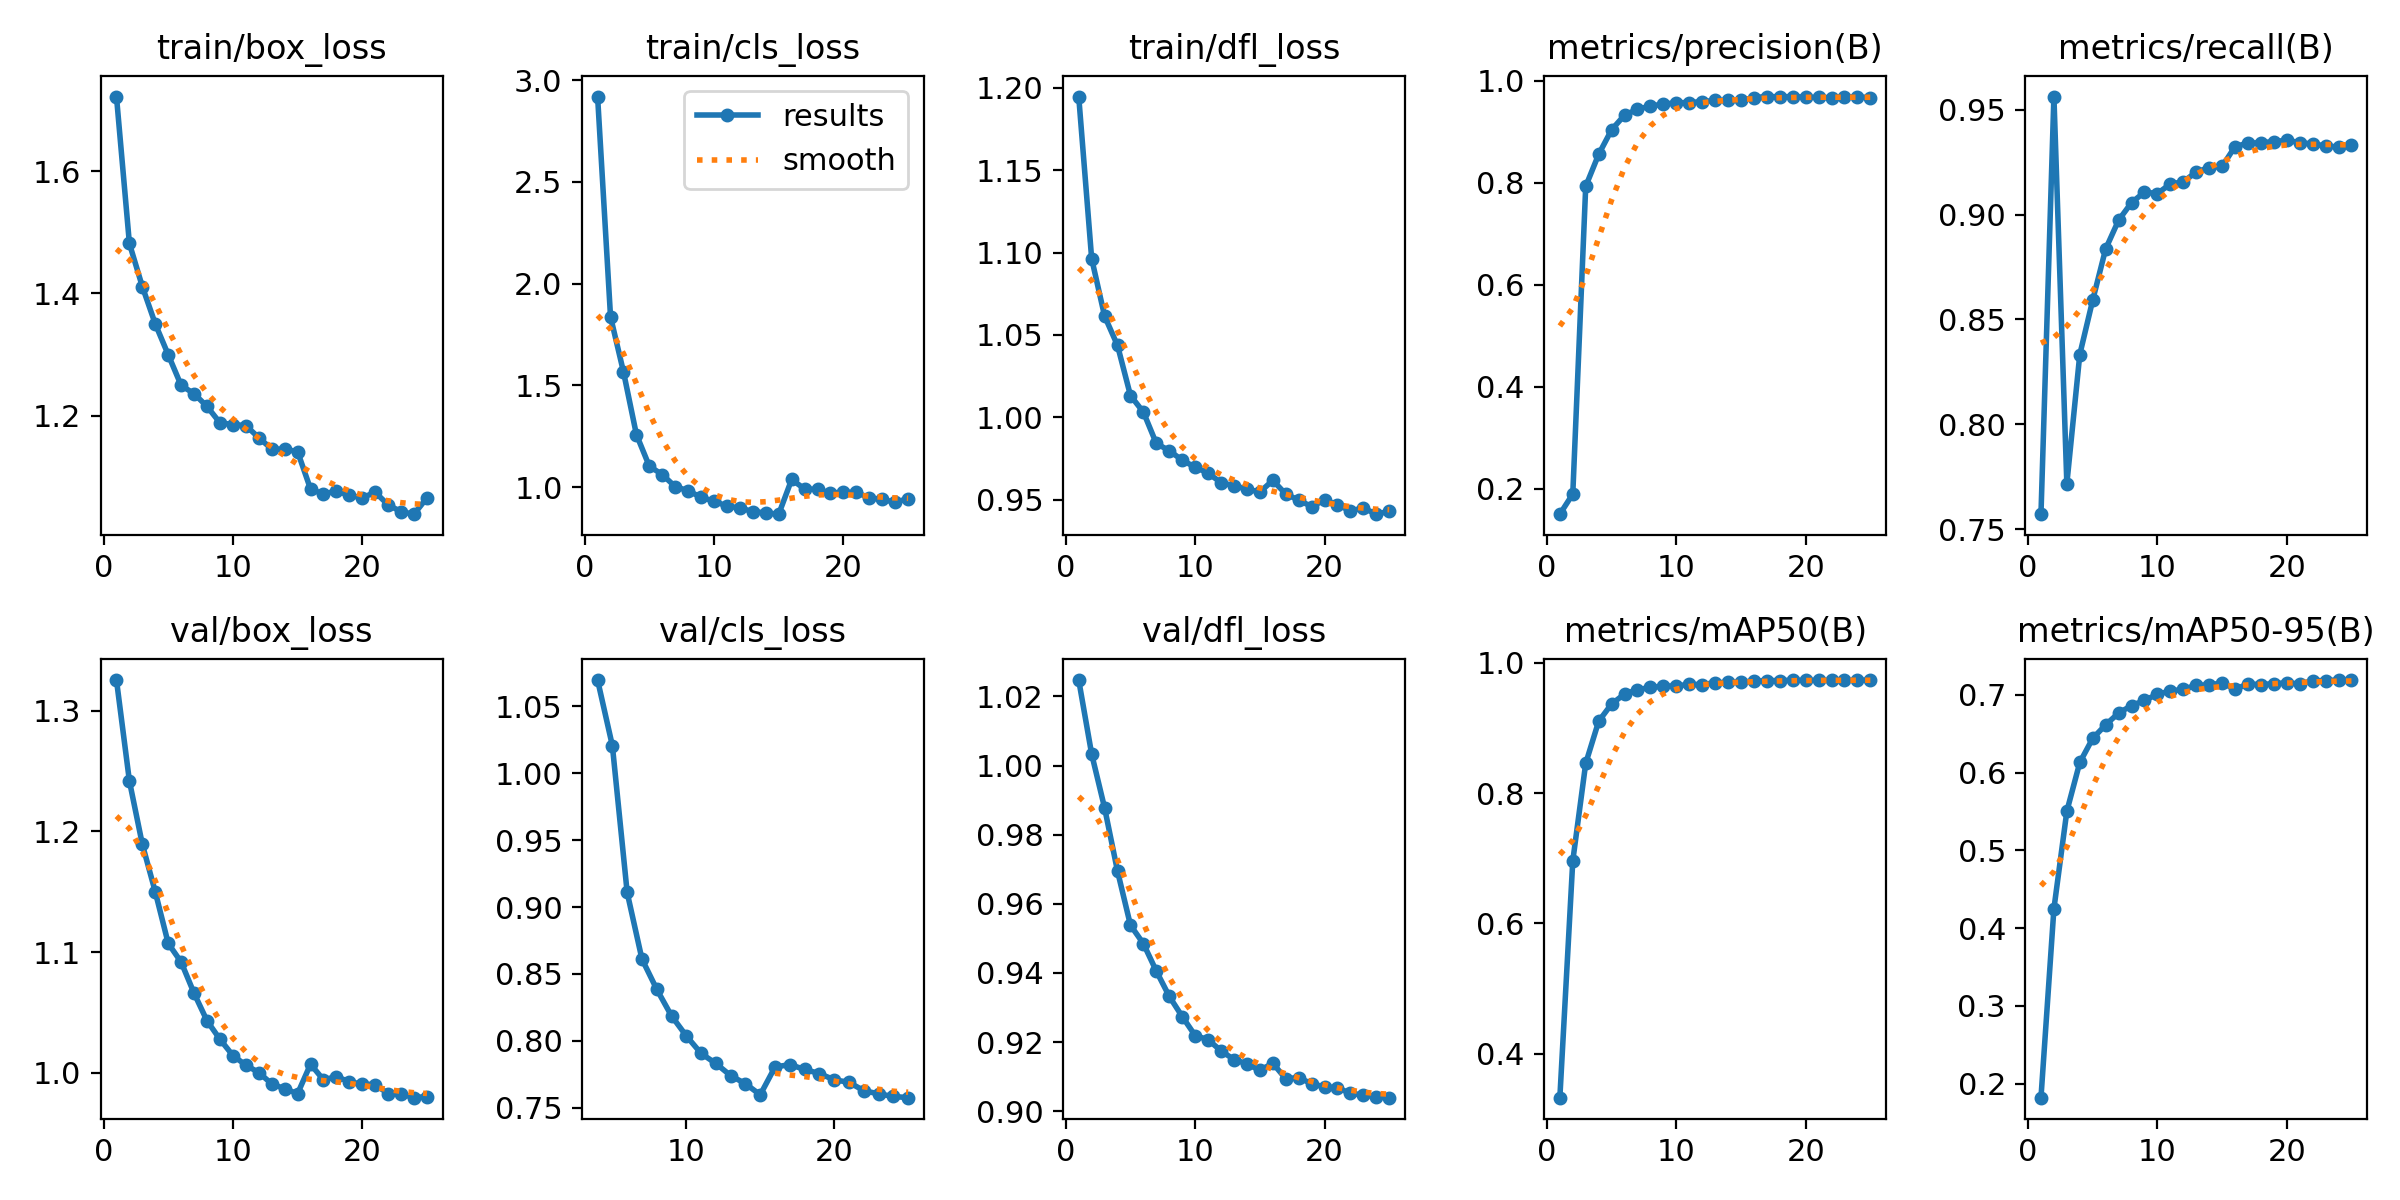 train/box_loss
1.6
1.4
1.2
0 10 20
train/cls_loss
3.0
2.5
2.0
1.5
1.0
0 10 20
results
smooth
train/dfl_loss
1.20
1.15
1.10
1.05
1.00
0.95
0 10 20
metrics/precision(B)
1.0
0.8
0.6
0.4
0.2
0 10 20
metrics/recall(B)
0.95
0.90
0.85
0.80
0.75
0 10 20
val/box_loss
1.3
1.2
1.1
1.0
0 10 20
val/cls_loss
1.05
1.00
0.95
0.90
0.85
0.80
0.75
10 20
val/dfl_loss
1.02
1.00
0.98
0.96
0.94
0.92
0.90
0 10 20
metrics/mAP50(B)
1.0
0.8
0.6
0.4
0 10 20
metrics/mAP50-95(B)
0.7
0.6
0.5
0.4
0.3
0.2
0 10 20